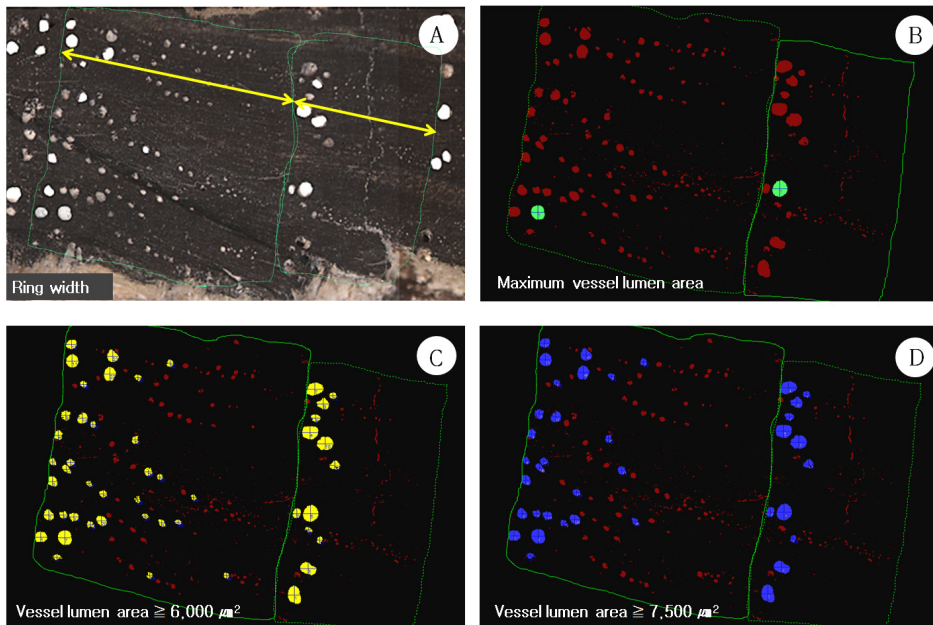 A
Ring width
B
Maximum vessel lumen area
C
Vessel lumen area ≧ 6,000 ㎛²
D
Vessel lumen area ≧ 7,500 ㎛²